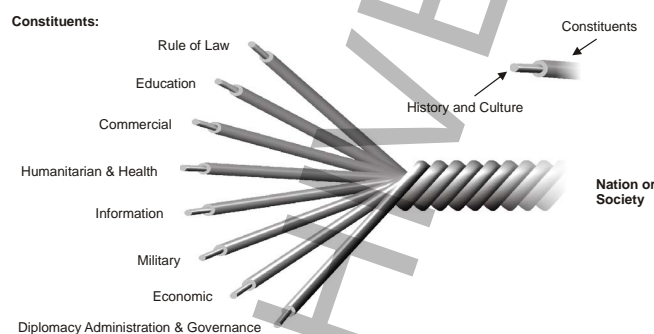 Constituents:
Rule of Law
Education
Commercial
Humanitarian & Health
Information
Military
Economic
Diplomacy Administration & Governance
Constituents
History and Culture
Nation or
Society